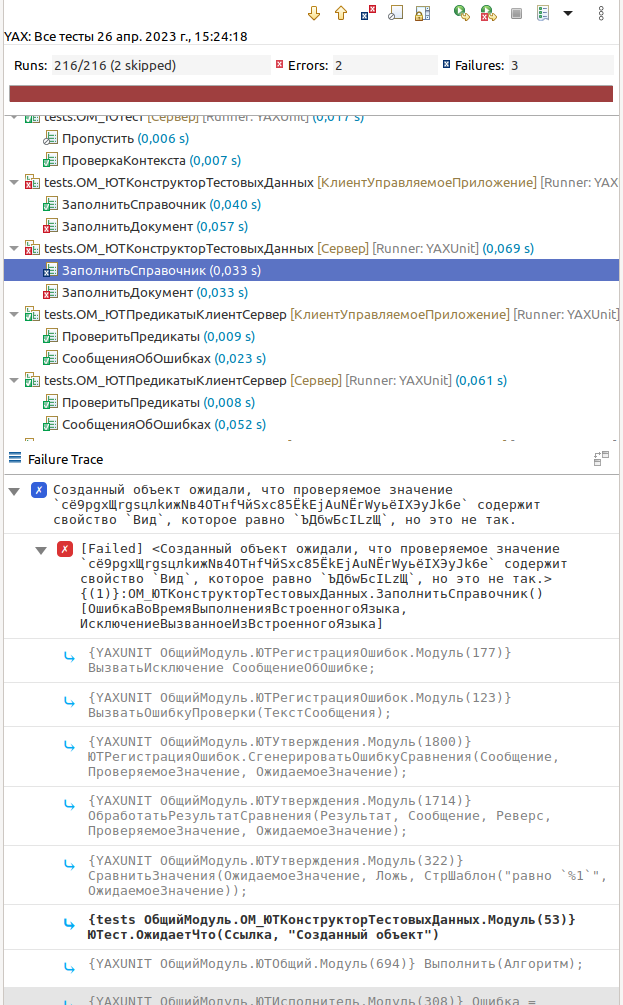 YAX: Все тесты 26 апр. 2023 г., 15:24:18
Runs: 216/216 (2 skipped) Errors: 2 Failures: 3
tests.ОМ_ЮТТест [Сервер] [Runner: YAXUnit] (0,017 s)
Пропустить (0,006 s)
ПроверкаКонтекста (0,007 s)
tests.ОМ_ЮТКонструкторТестовыхДанных [КлиентУправляемоеПриложение] [Runner: YAX
ЗаполнитьСправочник (0,040 s)
ЗаполнитьДокумент (0,057 s)
tests.ОМ_ЮТКонструкторТестовыхДанных [Сервер] [Runner: YAXUnit] (0,069 s)
ЗаполнитьСправочник (0,033 s)
ЗаполнитьДокумент (0,033 s)
tests.ОМ_ЮТПредикатыКлиентСервер [КлиентУправляемоеПриложение] [Runner: YAXUnit]
ПроверитьПредикаты (0,009 s)
СообщенияОбОшибках (0,023 s)
tests.ОМ_ЮТПредикатыКлиентСервер [Сервер] [Runner: YAXUnit] (0,061 s)
ПроверитьПредикаты (0,008 s)
СообщенияОбОшибках (0,052 s)
Failure Trace
Созданный объект ожидали, что проверяемое значение
`сё9pgxЩrgsцлkижNв4OTнfЧйSxc85ЁkEjAuNЁrWyьёIXЭyJk6e` содержит
свойство `Вид`, которое равно `ЪДбwБcILzЩ`, но это не так.
[Failed] <Созданный объект ожидали, что проверяемое значение
`сё9pgxЩrgsцлkижNв4OTнfЧйSxc85ЁkEjAuNЁrWyьёIXЭyJk6e` содержит
свойство `Вид`, которое равно `ЪДбwБcILzЩ`, но это не так.>
{(1)}:ОМ_ЮТКонструкторТестовыхДанных.ЗаполнитьСправочник()
[ОшибкаВоВремяВыполненияВстроенногоЯзыка,
ИсключениеВызванноеИзВстроенногоЯзыка]
{YAXUNIT ОбщийМодуль.ЮТРегистрацияОшибок.Модуль(177)}
ВызватьИсключение СообщениеОбОшибке;
{YAXUNIT ОбщийМодуль.ЮТРегистрацияОшибок.Модуль(123)}
ВызватьОшибкуПроверки(ТекстСообщения);
{YAXUNIT ОбщийМодуль.ЮТУтверждения.Модуль(1800)}
ЮТРегистрацияОшибок.СгенерироватьОшибкуСравнения(Сообщение,
ПроверяемоеЗначение, ОжидаемоеЗначение);
{YAXUNIT ОбщийМодуль.ЮТУтверждения.Модуль(1714)}
ОбработатьРезультатСравнения(Результат, Сообщение, Реверс,
ПроверяемоеЗначение, ОжидаемоеЗначение);
{YAXUNIT ОбщийМодуль.ЮТУтверждения.Модуль(322)}
СравнитьЗначения(ОжидаемоеЗначение, Ложь, СтрШаблон("равно `%1`",
ОжидаемоеЗначение));
{tests ОбщийМодуль.ОМ_ЮТКонструкторТестовыхДанных.Модуль(53)}
ЮТест.ОжидаетЧто(Ссылка, "Созданный объект")
{YAXUNIT ОбщийМодуль.ЮТОбщий.Модуль(694)} Выполнить(Алгоритм);
{YAXUNIT ОбщийМодуль.ЮТИсполнитель.Модуль(308)} Ошибка =